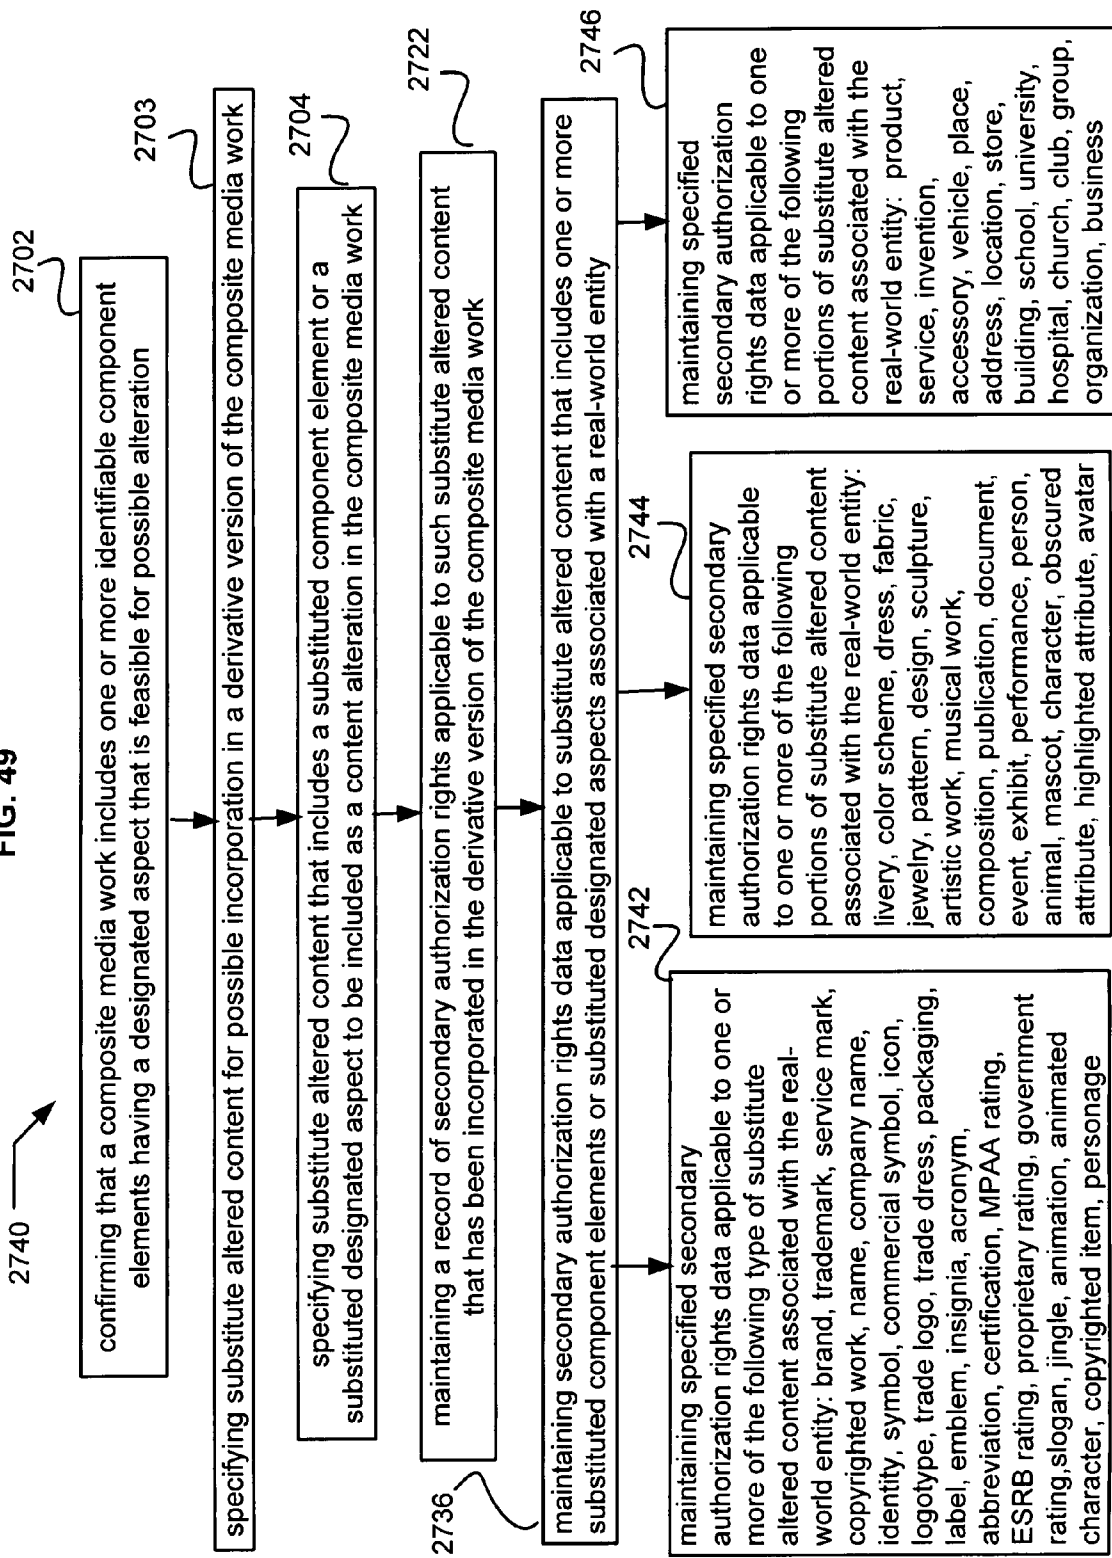 FIG. 49
2740
2702
confirming that a composite media work includes one or more identifiable component
elements having a designated aspect that is feasible for possible alteration
2703
specifying substitute altered content for possible incorporation in a derivative version of the composite media work
2704
specifying substitute altered content that includes a substituted component element or a
substituted designated aspect to be included as a content alteration in the composite media work
2722
maintaining a record of secondary authorization rights applicable to such substitute altered content
that has been incorporated in the derivative version of the composite media work
2736
maintaining secondary authorization rights data applicable to substitute altered content that includes one or more
substituted component elements or substituted designated aspects associated with a real-world entity
2742
maintaining specified secondary
authorization rights data applicable to one or
more of the following type of substitute
altered content associated with the real-
world entity: brand, trademark, service mark,
copyrighted work, name, company name,
identity, symbol, commercial symbol, icon,
logotype, trade logo, trade dress, packaging,
label, emblem, insignia, acronym,
abbreviation, certification, MPAA rating,
ESRB rating, proprietary rating, government
rating,slogan, jingle, animation, animated
character, copyrighted item, personage
2744
maintaining specified secondary
authorization rights data applicable
to one or more of the following
portions of substitute altered content
associated with the real-world entity:
livery, color scheme, dress, fabric,
jewelry, pattern, design, sculpture,
artistic work, musical work,
composition, publication, document,
event, exhibit, performance, person,
animal, mascot, character, obscured
attribute, highlighted attribute, avatar
2746
maintaining specified
secondary authorization
rights data applicable to one
or more of the following
portions of substitute altered
content associated with the
real-world entity: product,
service, invention,
accessory, vehicle, place,
address, location, store,
building, school, university,
hospital, church, club, group,
organization, business